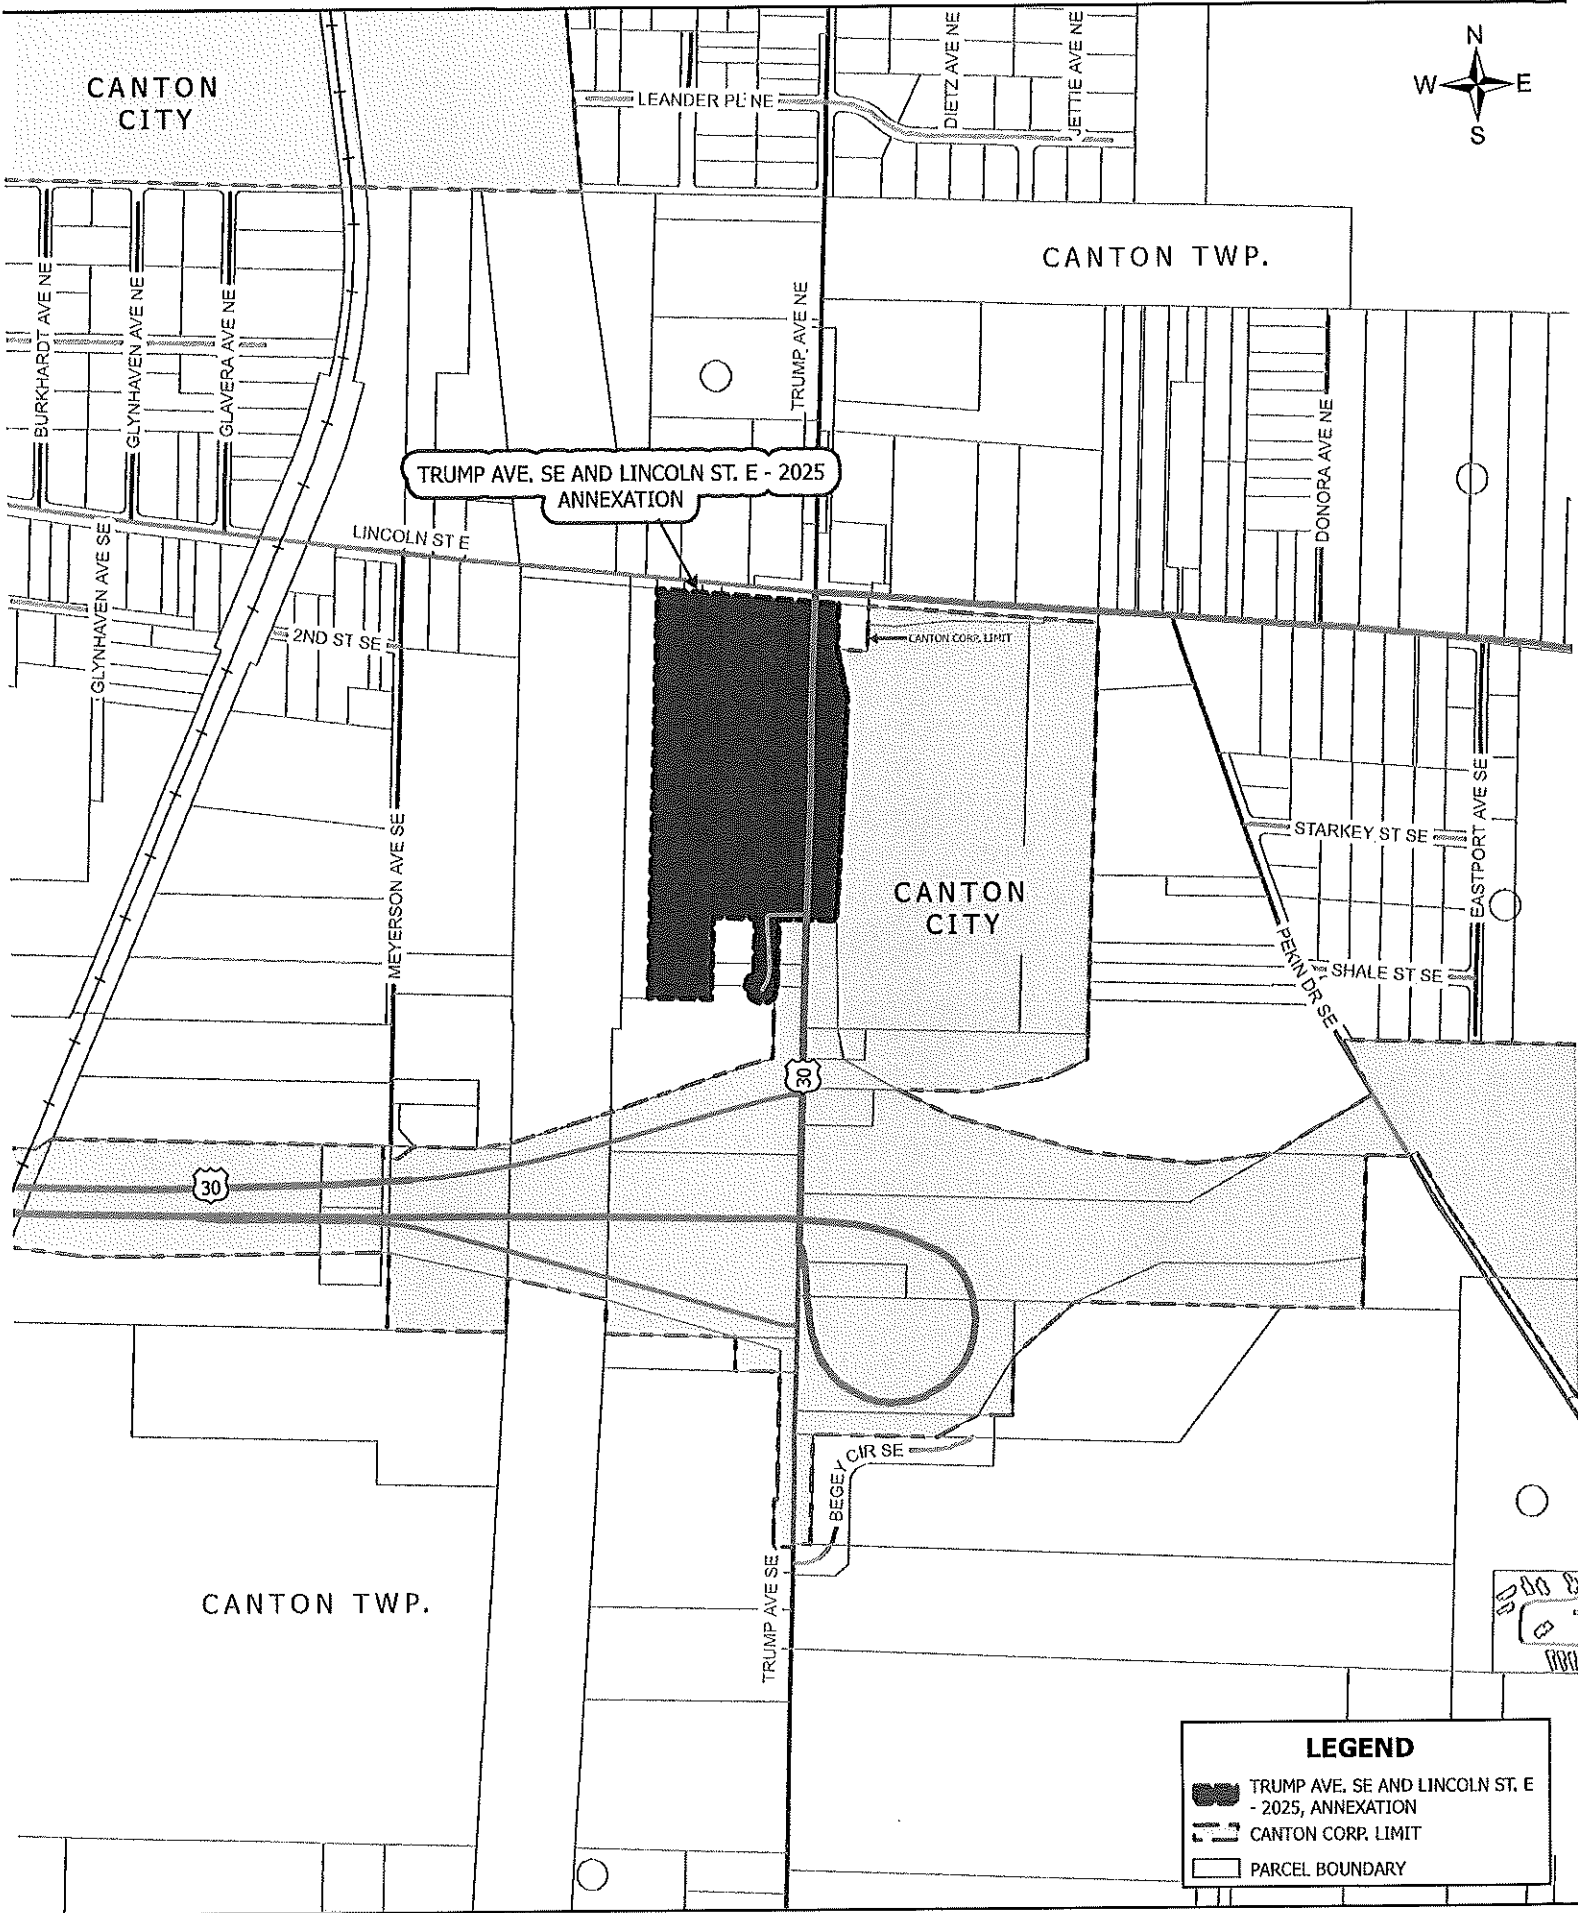 CANTON
CITY
LEANDER PL NE
DIETZ AVE NE
JETTIE AVE NE
N
W
E
S
CANTON TWP.
BURKHARDT AVE NE
GLYNHAVEN AVE NE
GLAVERA AVE NE
TRUMP AVE NE
DONORA AVE NE
TRUMP AVE. SE AND LINCOLN ST. E - 2025
ANNEXATION
LINCOLN ST E
GLYNHAVEN AVE SE
2ND ST SE
CANTON CORP. LIMIT
MEYERSON AVE SE
STARKEY ST SE
EASTPORT AVE SE
CANTON
CITY
PEKIN DR SE
SHALE ST SE
30
30
BEGEY CIR SE
TRUMP AVE SE
CANTON TWP.
LEGEND
TRUMP AVE. SE AND LINCOLN ST. E
- 2025, ANNEXATION
CANTON CORP. LIMIT
PARCEL BOUNDARY